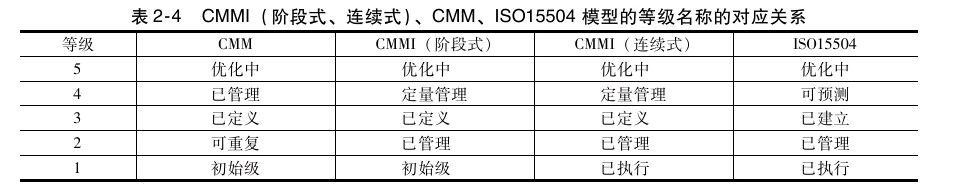 表 2-4 CMMI（阶段式、连续式）、CMM、ISO15504 模型的等级名称的对应关系
等级 CMM CMMI（阶段式） CMMI（连续式） ISO15504
5 优化中 优化中 优化中 优化中
4 已管理 定量管理 定量管理 可预测
3 已定义 已定义 已定义 已建立
2 可重复 已管理 已管理 已管理
1 初始级 初始级 已执行 已执行